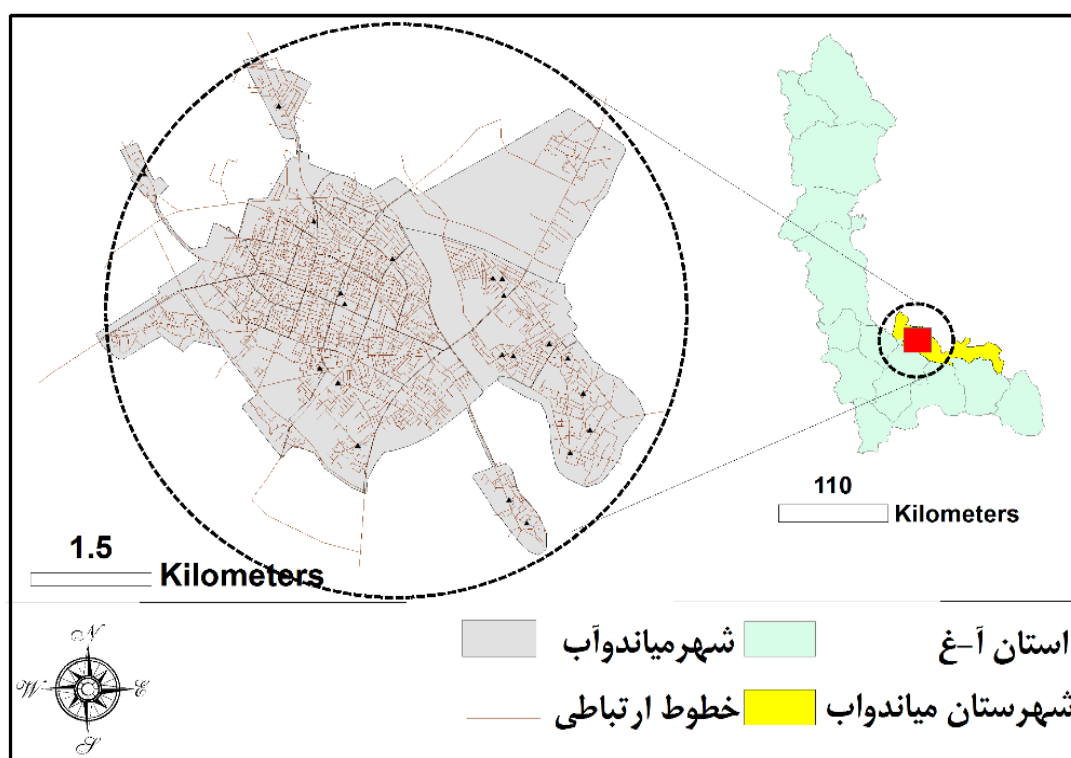 110
Kilometers
1.5
Kilometers
استان آ-غ
شهرمیاندوآب
شهرستان میاندواب
خطوط ارتباطی
N
W E
S